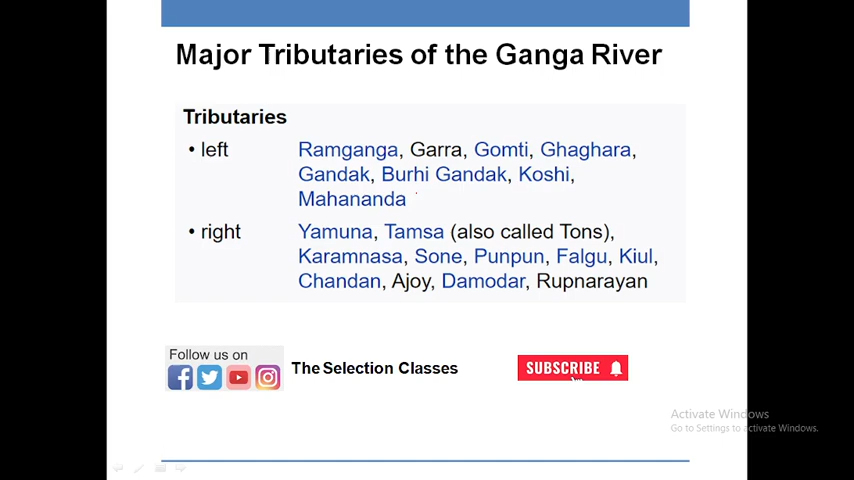 Major Tributaries of the Ganga River
Tributaries
• left Ramganga, Garra, Gomti, Ghaghara,
Gandak, Burhi Gandak, Koshi,
Mahananda
• right Yamuna, Tamsa (also called Tons),
Karamnasa, Sone, Punpun, Falgu, Kiul,
Chandan, Ajoy, Damodar, Rupnarayan
Follow us on
The Selection Classes
SUBSCRIBE
Activate Windows
Go to Settings to activate Windows.